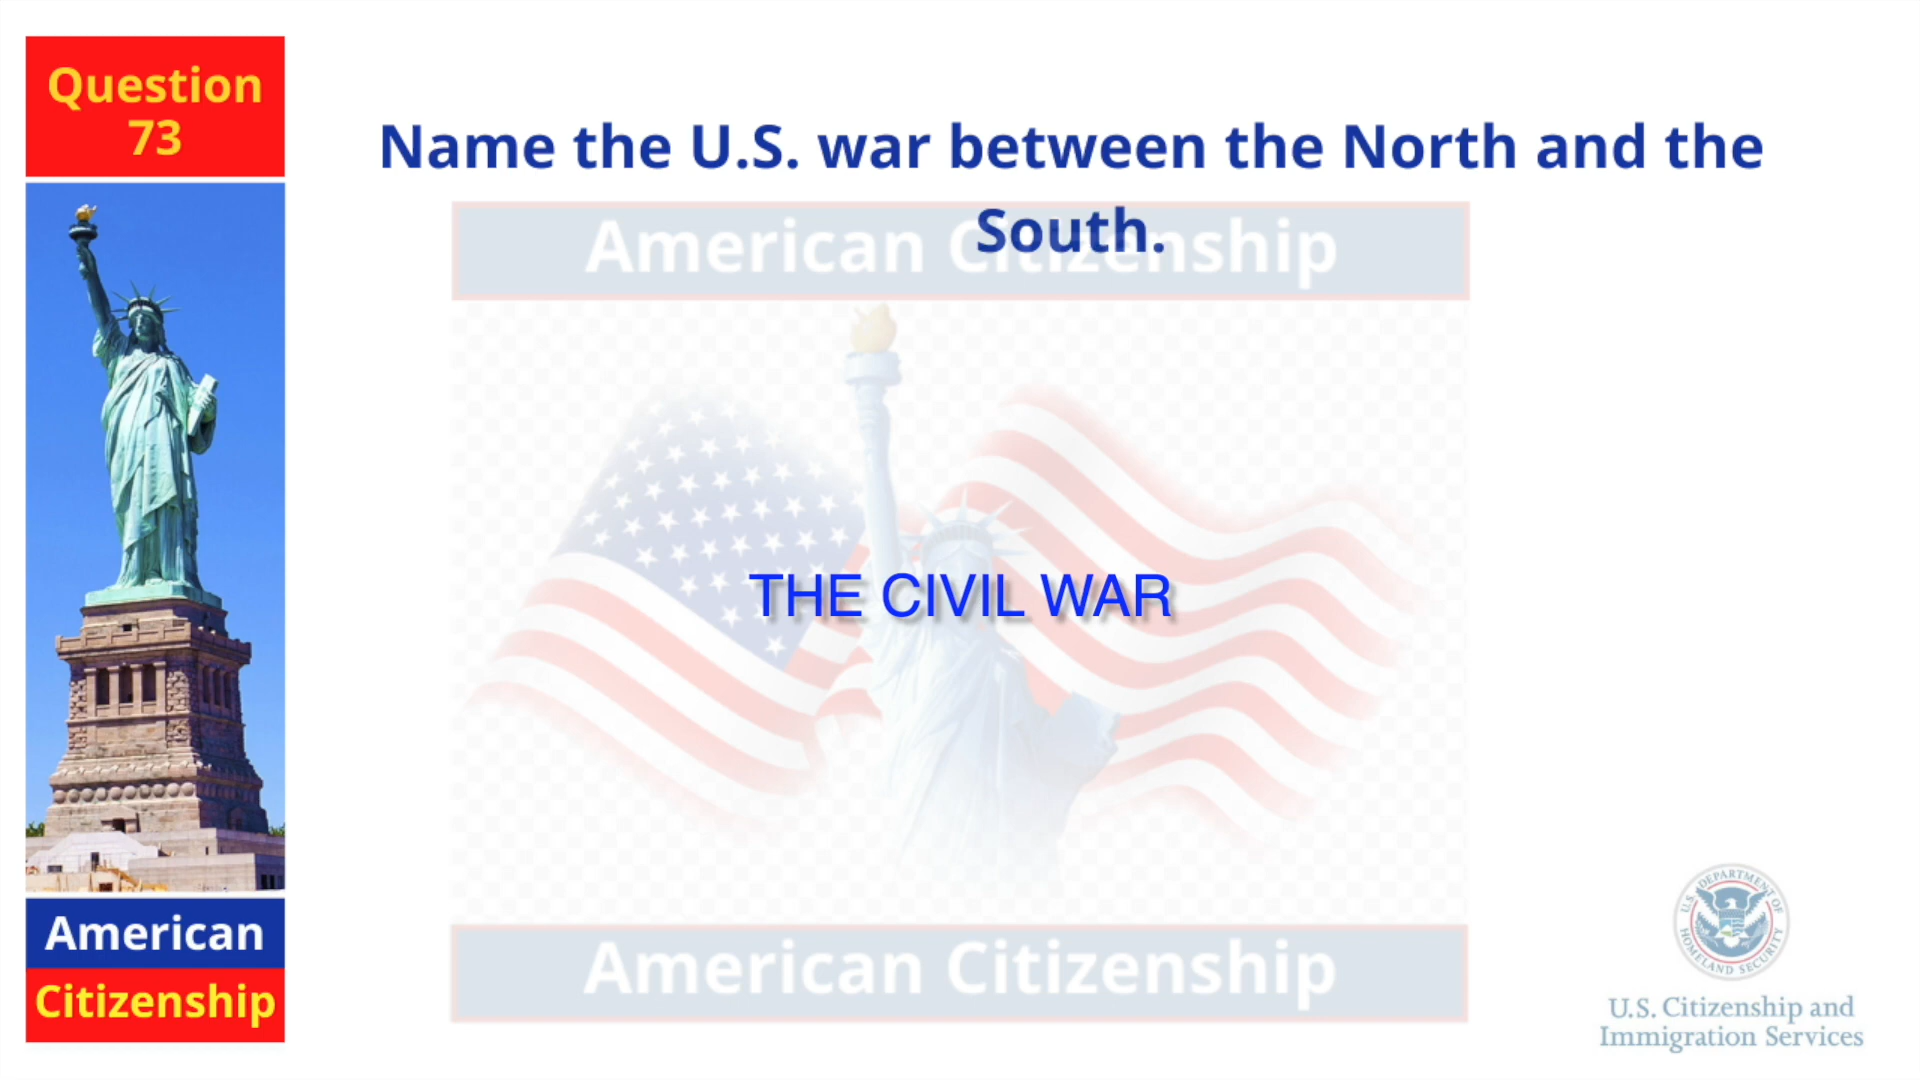 Question
73
Name the U.S. war between the North and the
South.
American Citizenship
THE CIVIL WAR
American
Citizenship
American Citizenship
U.S. DEPARTMENT OF
HOMELAND SECURITY
U.S. Citizenship and
Immigration Services